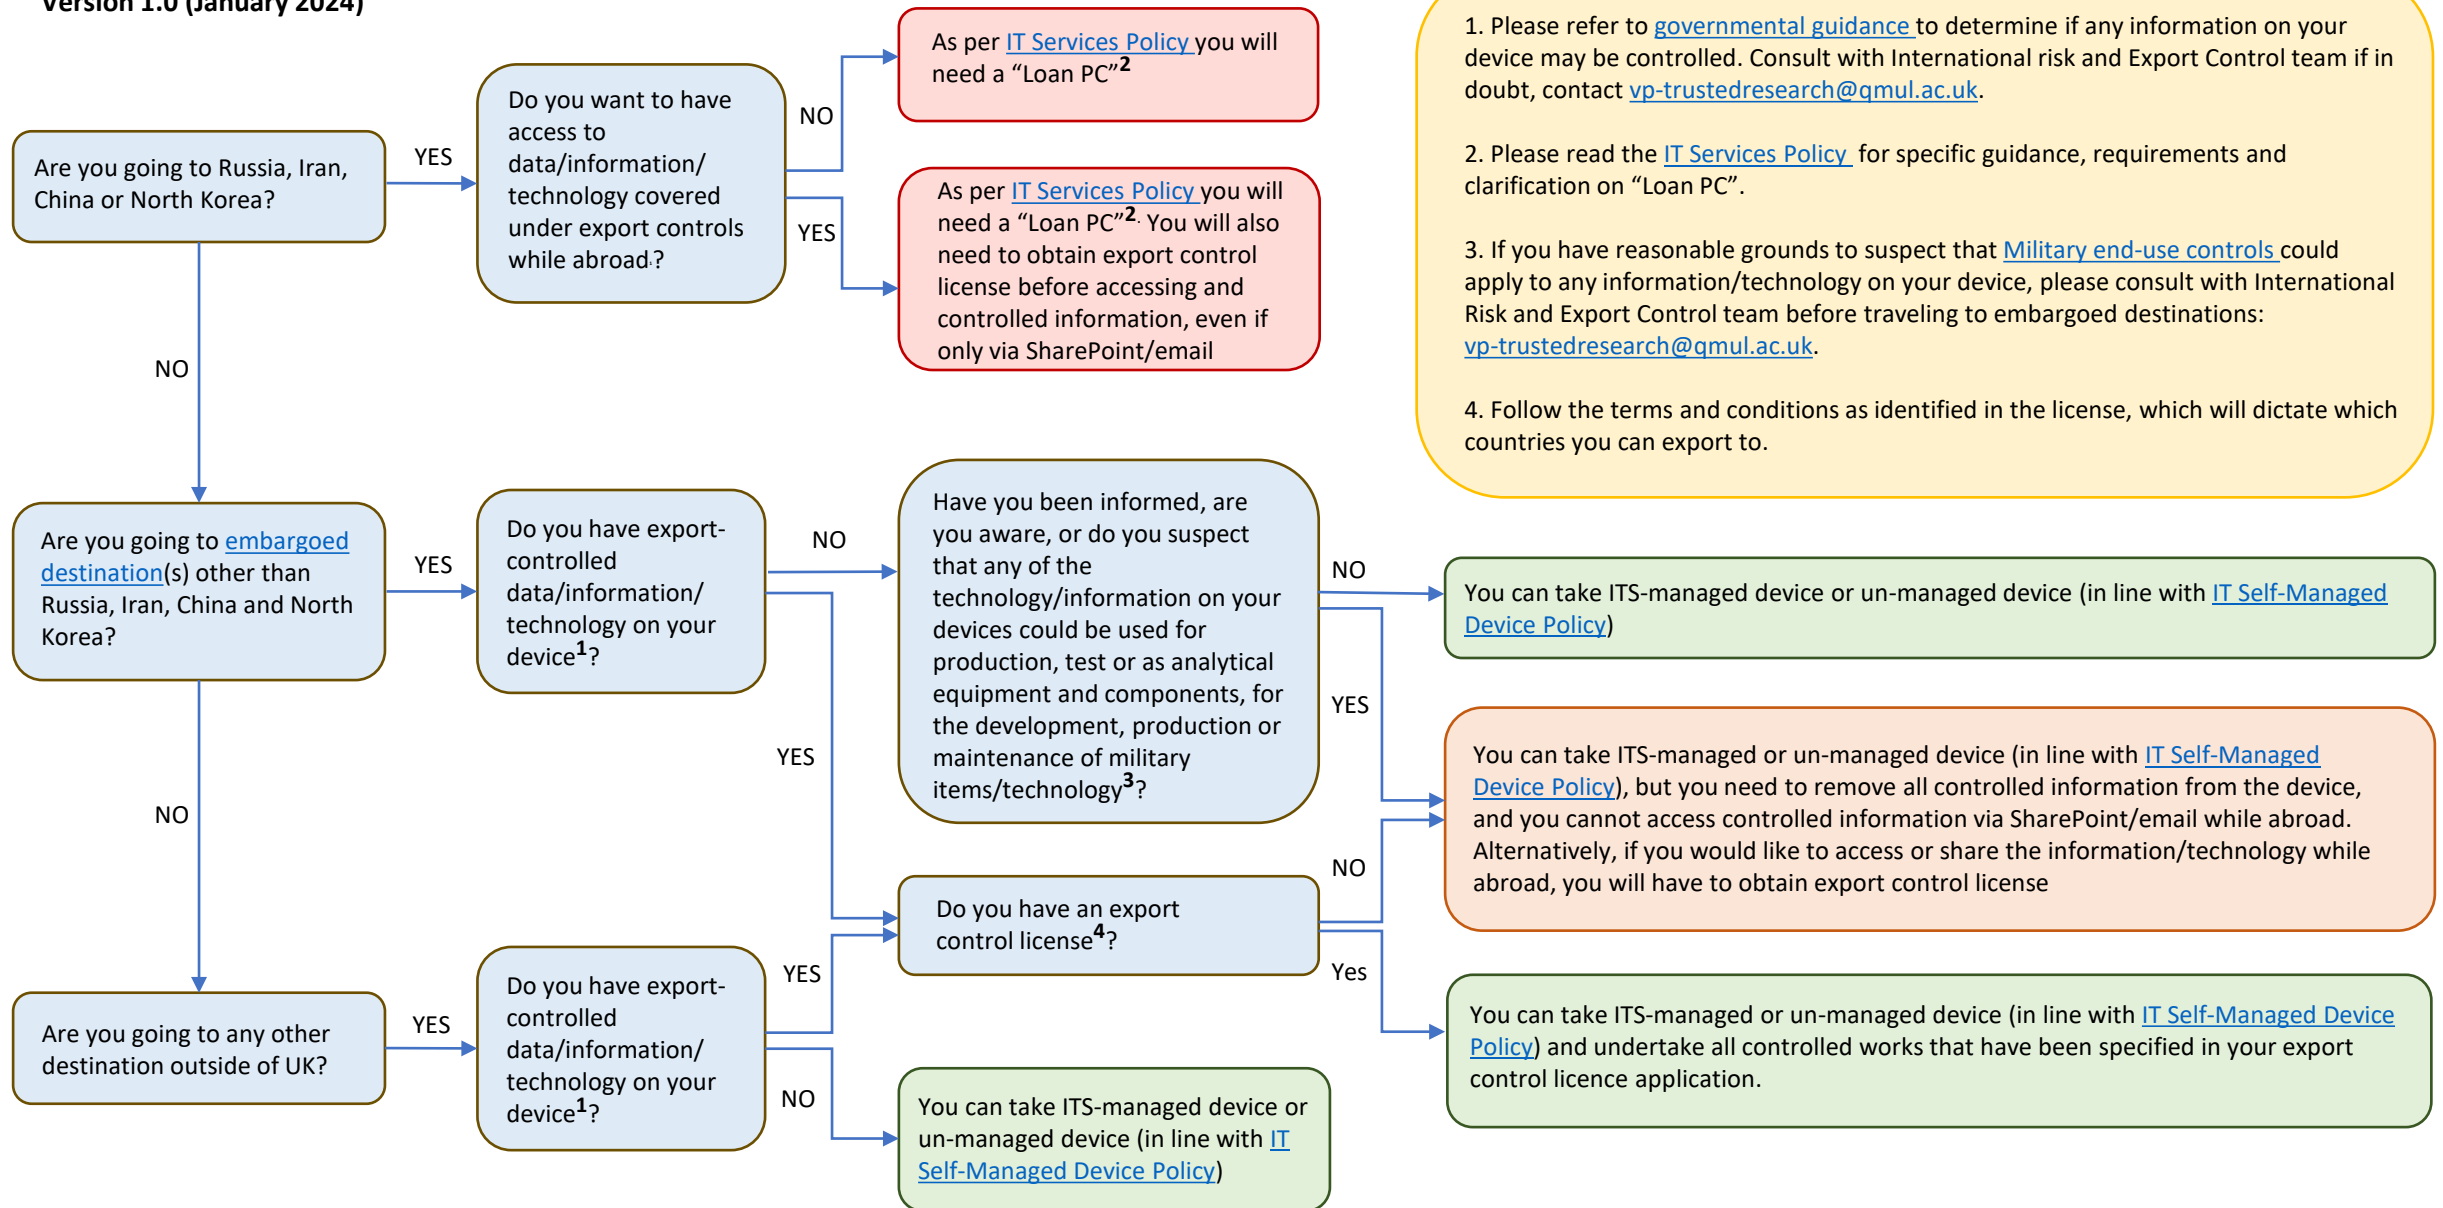 Version 1.0 (January 2024)
Are you going to Russia, Iran,
China or North Korea?
YES
NO
Do you want to have
access to
data/information/
technology covered
under export controls
while abroad?
NO
YES
As per IT Services Policy you will
need a “Loan PC”2
As per IT Services Policy you will
need a “Loan PC”2. You will also
need to obtain export control
license before accessing and
controlled information, even if
only via SharePoint/email
1. Please refer to governmental guidance to determine if any information on your
device may be controlled. Consult with International risk and Export Control team if in
doubt, contact vp-trustedresearch@qmul.ac.uk.
2. Please read the IT Services Policy for specific guidance, requirements and
clarification on “Loan PC”.
3. If you have reasonable grounds to suspect that Military end-use controls could
apply to any information/technology on your device, please consult with International
Risk and Export Control team before traveling to embargoed destinations:
vp-trustedresearch@qmul.ac.uk.
4. Follow the terms and conditions as identified in the license, which will dictate which
countries you can export to.
Are you going to embargoed
destination(s) other than
Russia, Iran, China and North
Korea?
YES
NO
Do you have export-
controlled
data/information/
technology on your
device1?
NO
YES
Have you been informed, are
you aware, or do you suspect
that any of the
technology/information on your
devices could be used for
production, test or as analytical
equipment and components, for
the development, production or
maintenance of military
items/technology3?
NO
YES
You can take ITS-managed device or un-managed device (in line with IT Self-Managed
Device Policy)
You can take ITS-managed or un-managed device (in line with IT Self-Managed
Device Policy), but you need to remove all controlled information from the device,
and you cannot access controlled information via SharePoint/email while abroad.
Alternatively, if you would like to access or share the information/technology while
abroad, you will have to obtain export control license
Are you going to any other
destination outside of UK?
YES
Do you have export-
controlled
data/information/
technology on your
device1?
YES
NO
Do you have an export
control license4?
NO
Yes
You can take ITS-managed or un-managed device (in line with IT Self-Managed Device
Policy) and undertake all controlled works that have been specified in your export
control licence application.
You can take ITS-managed device or
un-managed device (in line with IT
Self-Managed Device Policy)